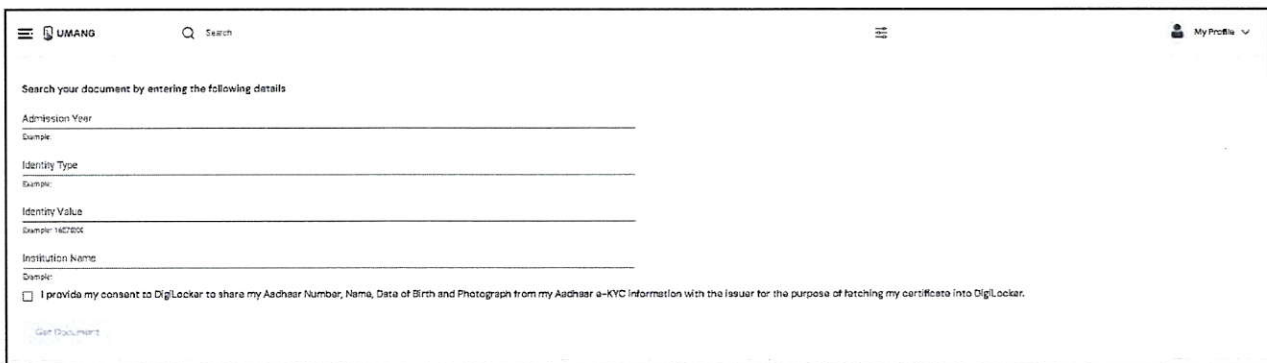 UMANG
Search
My Profile
Search your document by entering the following details
Admission Year
Example:
Identity Type
Example:
Identity Value
Institution Name
Example:
I provide my consent to DigiLocker to share my Aadhaar Number, Name, Date of Birth and Photograph from my Aadhaar e-KYC information with the issuer for the purpose of fetching my certificate into DigiLocker.
Get Document